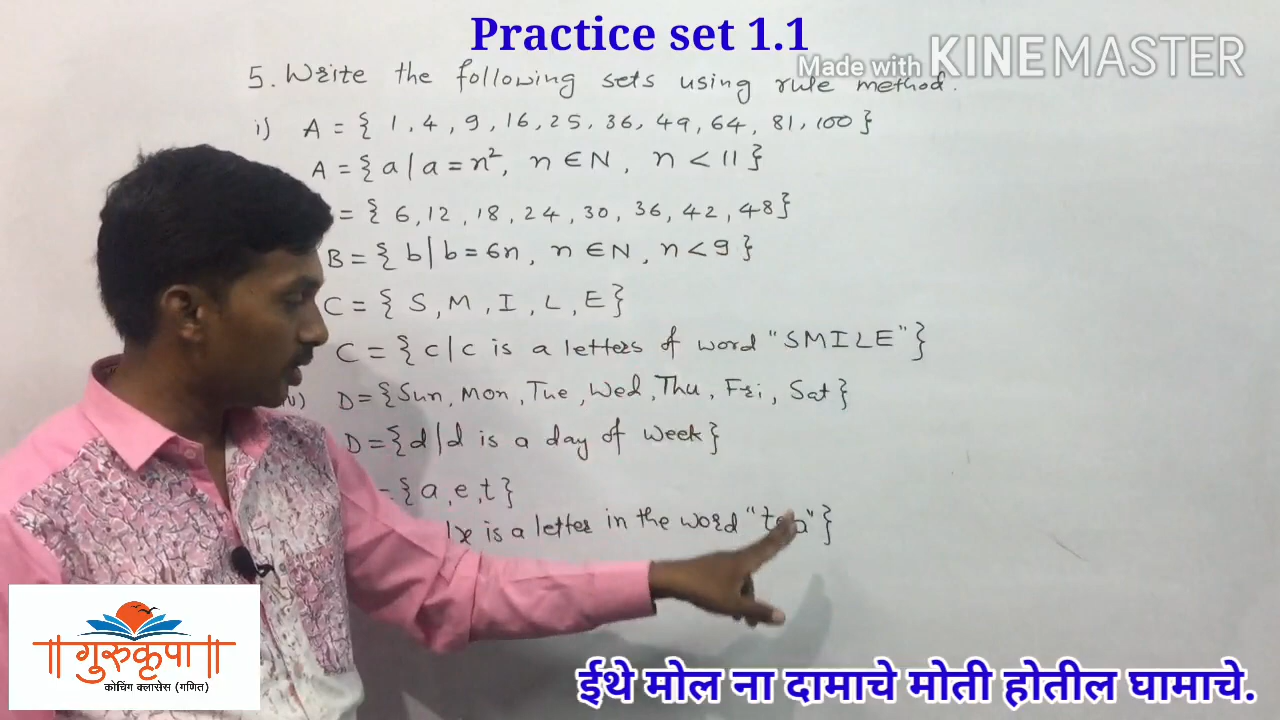 Practice set 1.1
Made with KINEMASTER
5. Write the following sets using rule method.
i) A = { 1, 4, 9, 16, 25, 36, 49, 64, 81, 100 }
A = { a | a = n², n ∈ N, n < 11 }
= { 6, 12, 18, 24, 30, 36, 42, 48 }
B = { b | b = 6n, n ∈ N, n < 9 }
C = { S, M, I, L, E }
C = { c | c is a letters of word "SMILE" }
D = { Sun, Mon, Tue, Wed, Thu, Fri, Sat }
D = { d | d is a day of week }
= { a, e, t }
| x is a letter in the word "tea" }
|| गुरुकृपा ||
कोचिंग क्लासेस (गणित)
ईथे मोल ना दामाचे मोती होतील घामाचे.